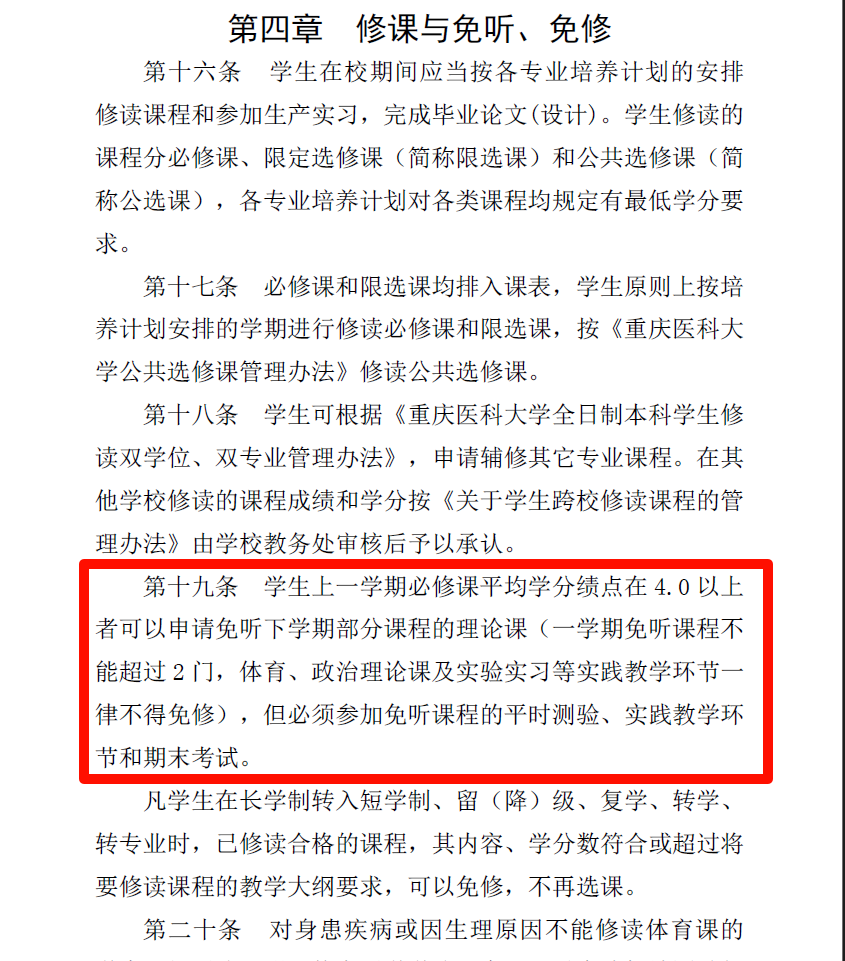 第四章　修课与免听、免修
第十六条　学生在校期间应当按各专业培养计划的安排
修读课程和参加生产实习，完成毕业论文(设计)。学生修读的
课程分必修课、限定选修课（简称限选课）和公共选修课（简
称公选课），各专业培养计划对各类课程均规定有最低学分要
求。
第十七条　必修课和限选课均排入课表，学生原则上按培
养计划安排的学期进行修读必修课和限选课，按《重庆医科大
学公共选修课管理办法》修读公共选修课。
第十八条　学生可根据《重庆医科大学全日制本科学生修
读双学位、双专业管理办法》，申请辅修其它专业课程。在其
他学校修读的课程成绩和学分按《关于学生跨校修读课程的管
理办法》由学校教务处审核后予以承认。
第十九条　学生上一学期必修课平均学分绩点在 4.0 以上
者可以申请免听下学期部分课程的理论课（一学期免听课程不
能超过 2 门，体育、政治理论课及实验实习等实践教学环节一
律不得免修），但必须参加免听课程的平时测验、实践教学环
节和期末考试。
凡学生在长学制转入短学制、留（降）级、复学、转学、
转专业时，已修读合格的课程，其内容、学分数符合或超过将
要修读课程的教学大纲要求，可以免修，不再选课。
第二十条　对身患疾病或因生理原因不能修读体育课的